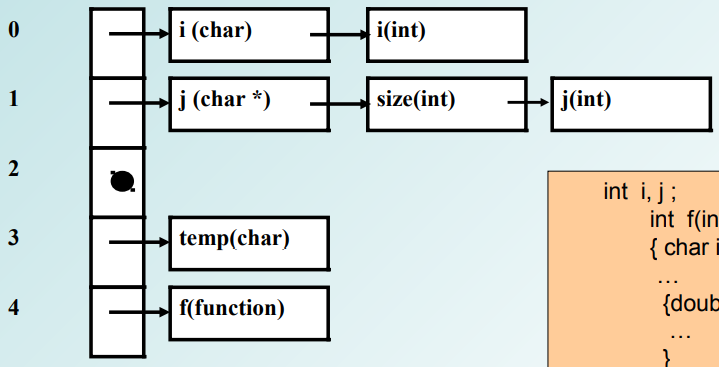 0 i (char) i(int)
1 j (char *) size(int) j(int)
2
3 temp(char)
4 f(function)
int i, j ;
int f(in
{ char i
…
{doub
…
}